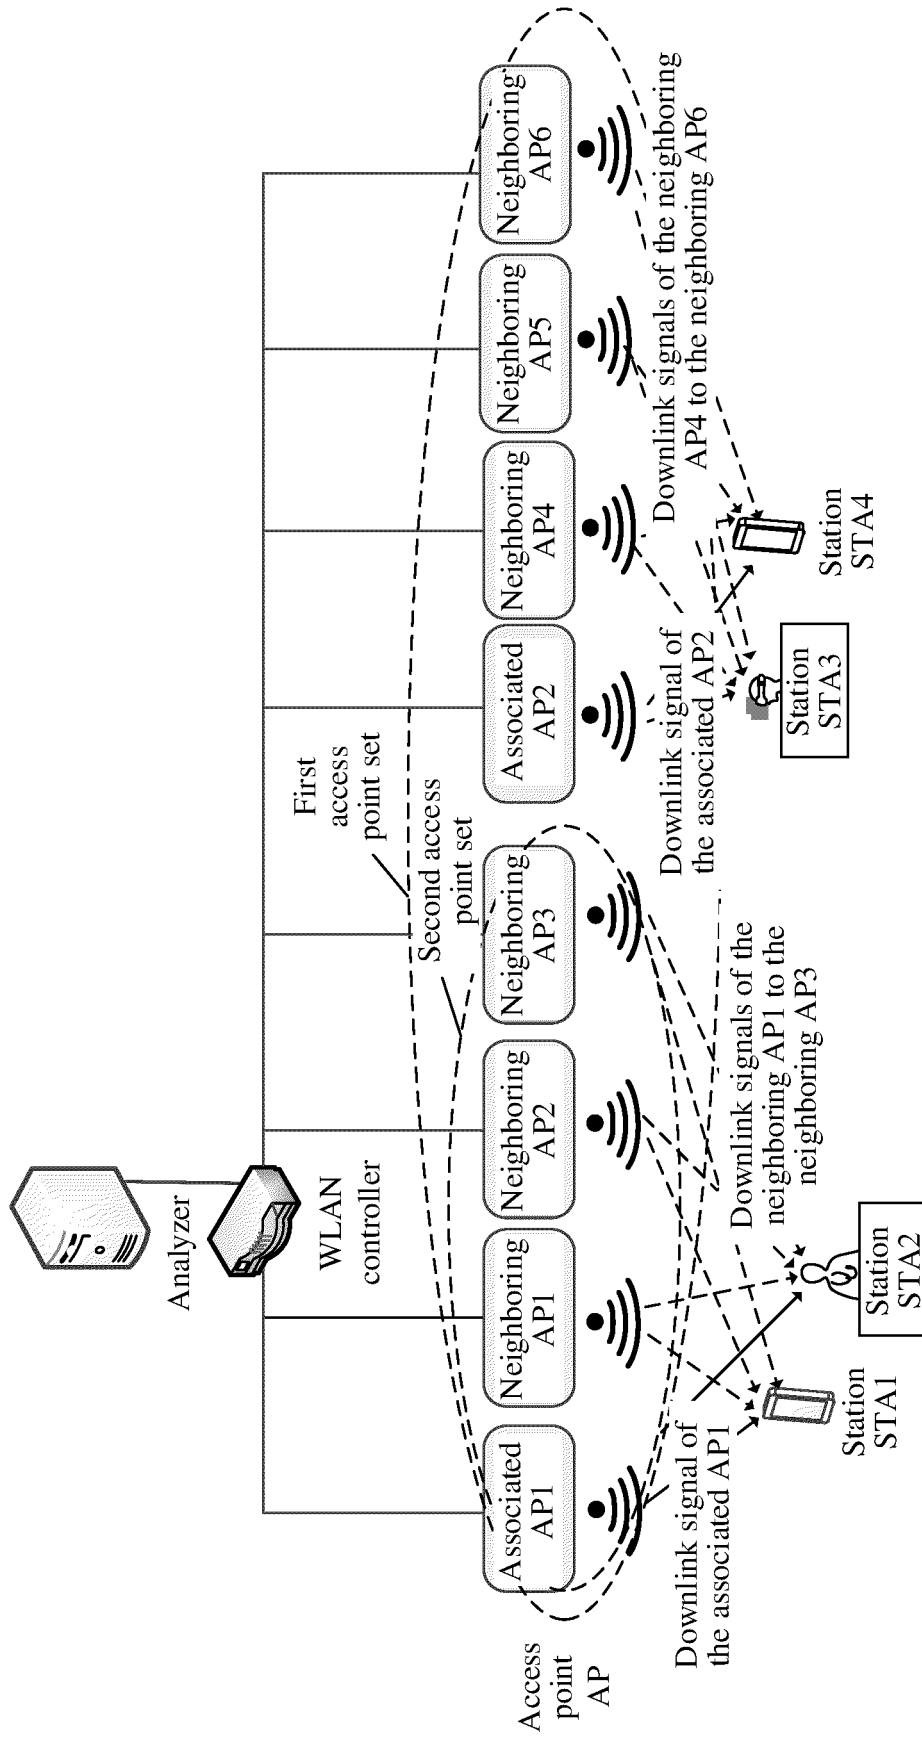 Analyzer
WLAN
controller
First
access
point set
Second access
point set
Access
point
AP
Associated
AP1
Neighboring
AP1
Neighboring
AP2
Neighboring
AP3
Associated
AP2
Neighboring
AP4
Neighboring
AP5
Neighboring
AP6
Downlink signal of
the associated AP1
Downlink signals of the
neighboring AP1 to the
neighboring AP3
Downlink signal of
the associated AP2
Downlink signals of the neighboring
AP4 to the neighboring AP6
Station
STA1
Station
STA2
Station
STA3
Station
STA4